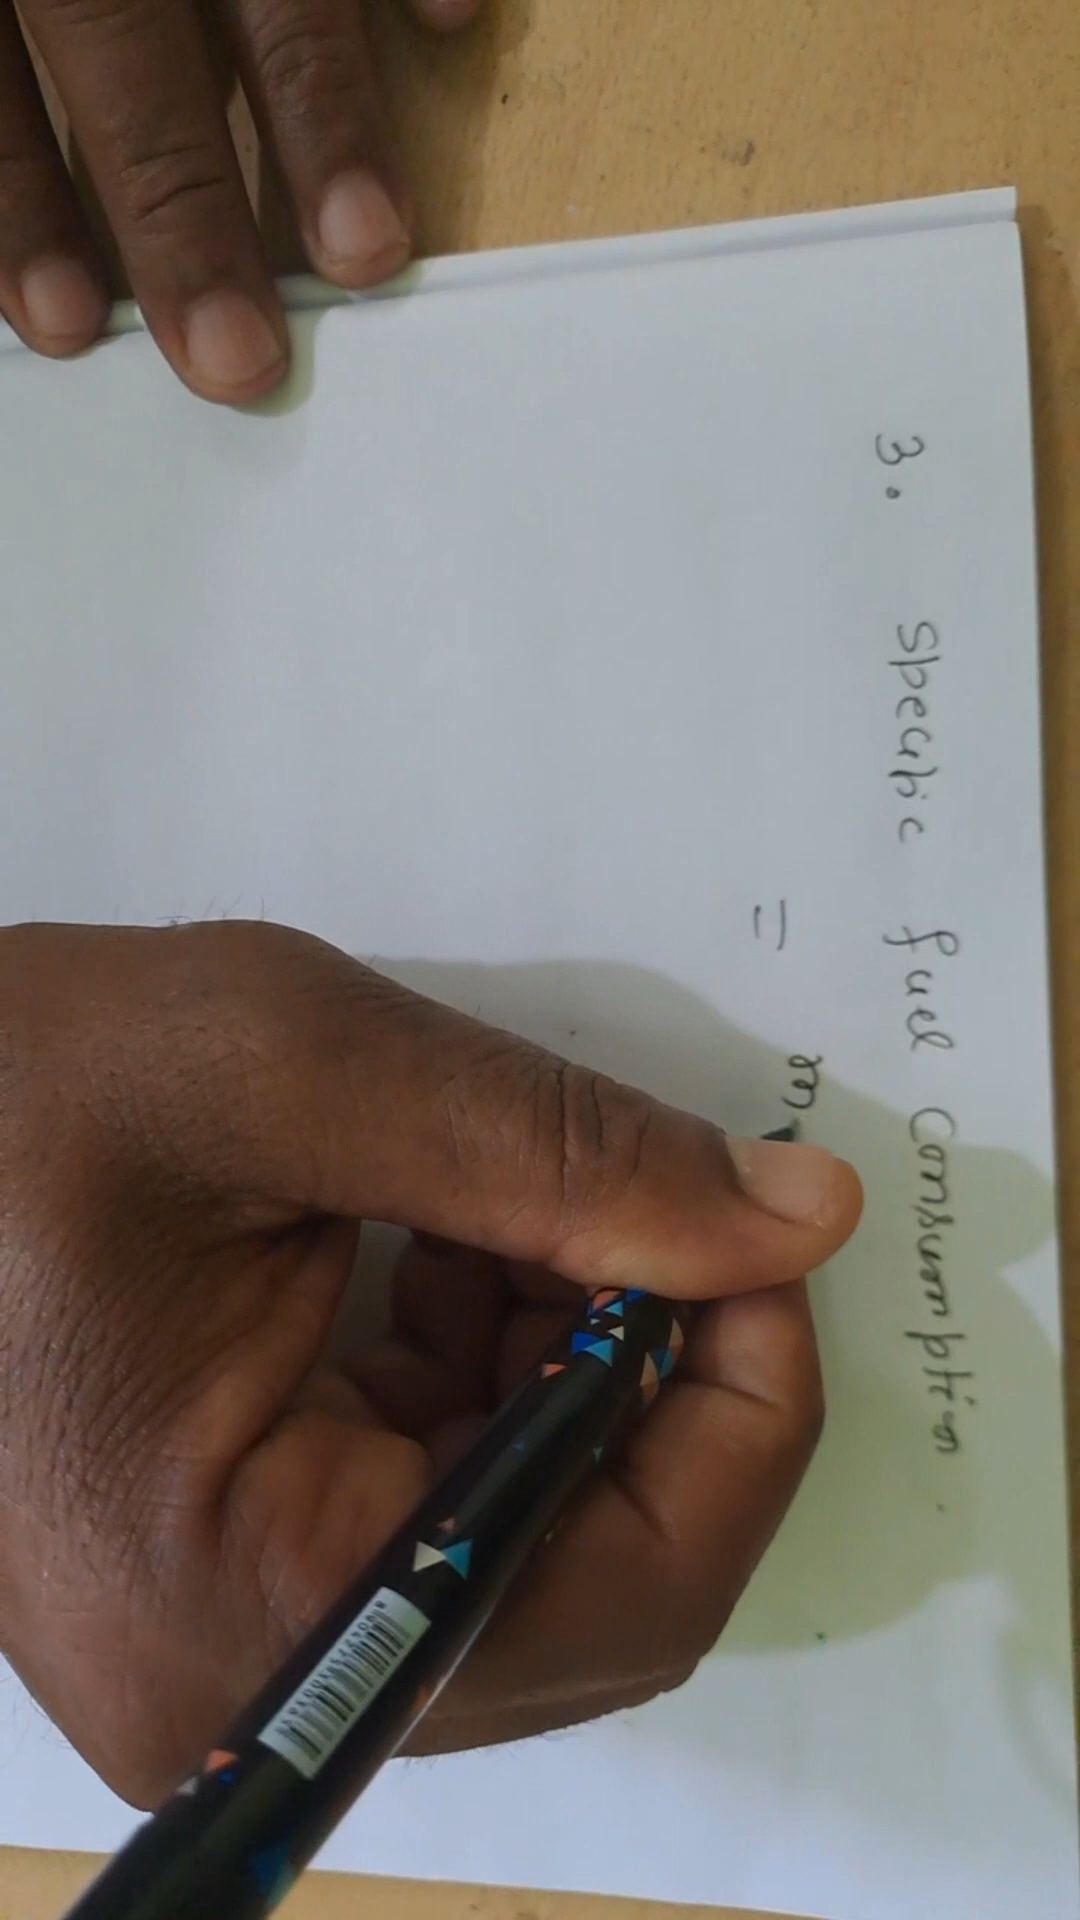 3. Specific fuel Consumption.
= m